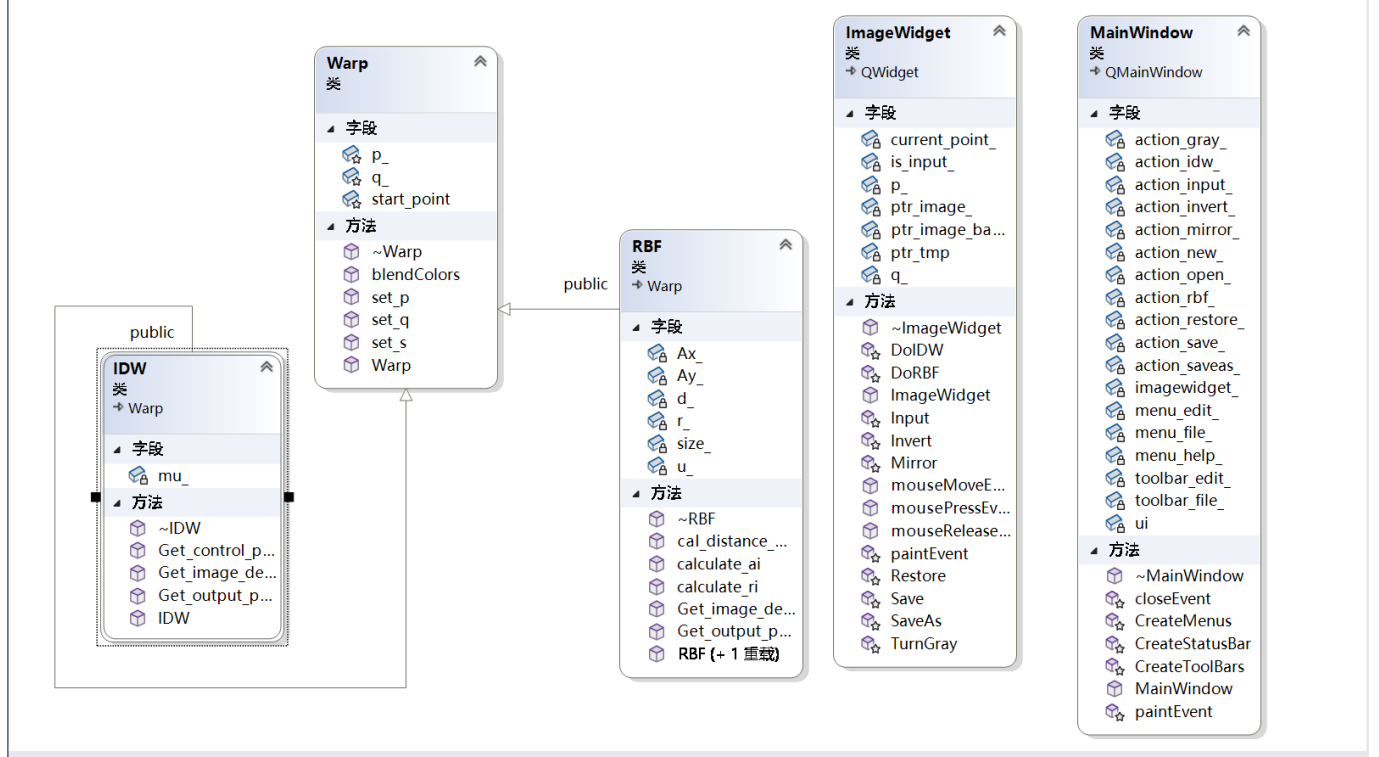 Warp
类
字段
p_
q_
start_point
方法
~Warp
blendColors
set_p
set_q
set_s
Warp
public
IDW
类
Warp
字段
mu_
方法
~IDW
Get_control_p...
Get_image_de...
Get_output_p...
IDW
public
RBF
类
Warp
字段
Ax_
Ay_
d_
r_
size_
u_
方法
~RBF
cal_distance_...
calculate_ai
calculate_ri
Get_image_de...
Get_output_p...
RBF (+ 1 重载)
ImageWidget
类
QWidget
字段
current_point_
is_input_
p_
ptr_image_
ptr_image_ba...
ptr_tmp
q_
方法
~ImageWidget
DoIDW
DoRBF
ImageWidget
Input
Invert
Mirror
mouseMoveE...
mousePressEv...
mouseRelease...
paintEvent
Restore
Save
SaveAs
TurnGray
MainWindow
类
QMainWindow
字段
action_gray_
action_idw_
action_input_
action_invert_
action_mirror_
action_new_
action_open_
action_rbf_
action_restore_
action_save_
action_saveas_
imagewidget_
menu_edit_
menu_file_
menu_help_
toolbar_edit_
toolbar_file_
ui
方法
~MainWindow
closeEvent
CreateMenus
CreateStatusBar
CreateToolBars
MainWindow
paintEvent